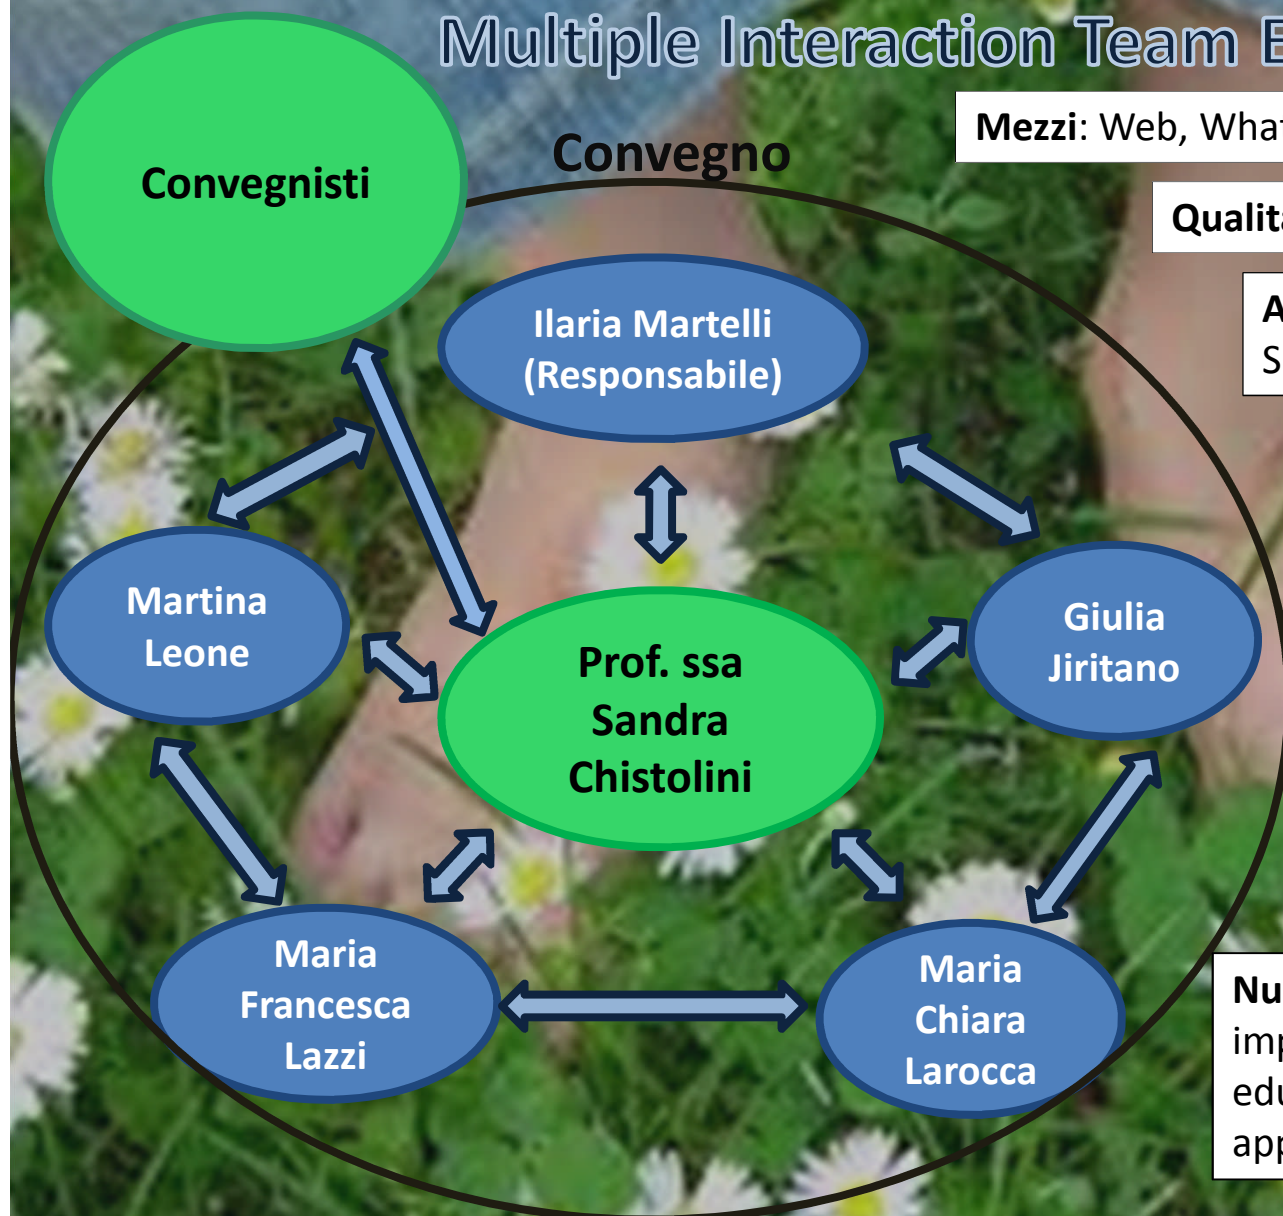 Multiple Interaction Team
Mezzi: Web,
Convegno
Convegnisti
Ilaria Martelli
(Responsabile)
Martina
Leone
Giulia
Jiritano
Prof. ssa
Sandra
Chistolini
Maria
Francesca
Lazzi
Maria
Chiara
Larocca